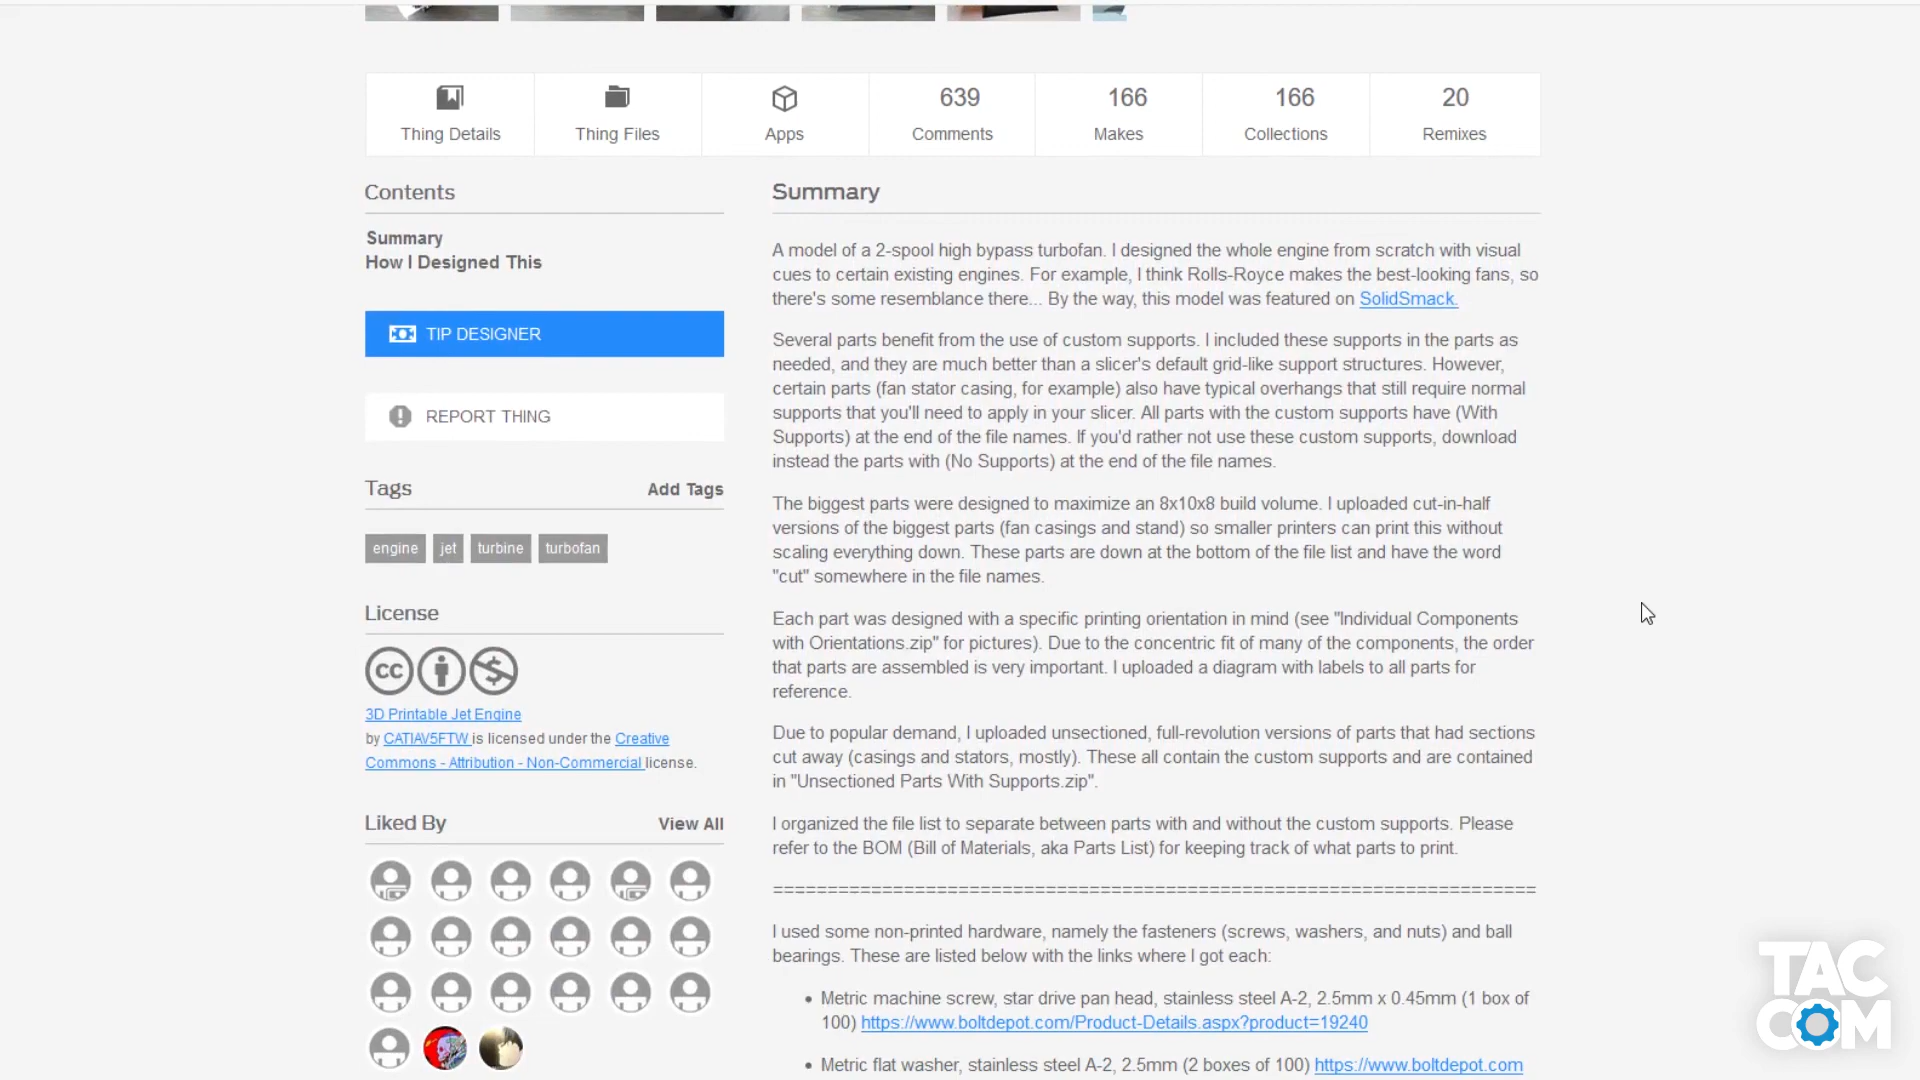 Thing Details
Thing Files
Apps
639
Comments
166
Makes
166
Collections
20
Remixes
Contents
Summary
How I Designed This
TIP DESIGNER
REPORT THING
Tags
Add Tags
engine
jet
turbine
turbofan
License
cc
3D Printable Jet Engine
by CATIAV5FTW is licensed under the Creative
Commons - Attribution - Non-Commercial license.
Liked By
View All
Summary
A model of a 2-spool high bypass turbofan. I designed the whole engine from scratch with visual
cues to certain existing engines. For example, I think Rolls-Royce makes the best-looking fans, so
there's some resemblance there... By the way, this model was featured on SolidSmack.
Several parts benefit from the use of custom supports. I included these supports in the parts as
needed, and they are much better than a slicer's default grid-like support structures. However,
certain parts (fan stator casing, for example) also have typical overhangs that still require normal
supports that you'll need to apply in your slicer. All parts with the custom supports have (With
Supports) at the end of the file names. If you'd rather not use these custom supports, download
instead the parts with (No Supports) at the end of the file names.
The biggest parts were designed to maximize an 8x10x8 build volume. I uploaded cut-in-half
versions of the biggest parts (fan casings and stand) so smaller printers can print this without
scaling everything down. These parts are down at the bottom of the file list and have the word
"cut" somewhere in the file names.
Each part was designed with a specific printing orientation in mind (see "Individual Components
with Orientations.zip" for pictures). Due to the concentric fit of many of the components, the order
that parts are assembled is very important. I uploaded a diagram with labels to all parts for
reference.
Due to popular demand, I uploaded unsectioned, full-revolution versions of parts that had sections
cut away (casings and stators, mostly). These all contain the custom supports and are contained
in "Unsectioned Parts With Supports.zip".
I organized the file list to separate between parts with and without the custom supports. Please
refer to the BOM (Bill of Materials, aka Parts List) for keeping track of what parts to print.
======================================================================
I used some non-printed hardware, namely the fasteners (screws, washers, and nuts) and ball
bearings. These are listed below with the links where I got each:
• Metric machine screw, star drive pan head, stainless steel A-2, 2.5mm x 0.45mm (1 box of
100) https://www.boltdepot.com/Product-Details.aspx?product=19240
• Metric flat washer, stainless steel A-2, 2.5mm (2 boxes of 100) https://www.boltdepot.com
TAC
COM